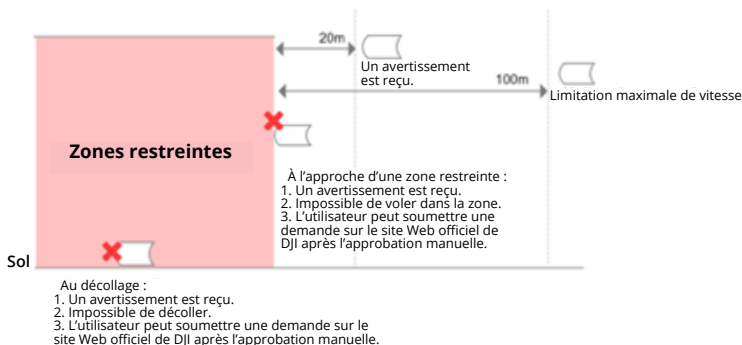 20m
Un avertissement
est reçu.
100m
Limitation maximale de vitesse
Zones restreintes
À l’approche d’une zone restreinte :
1. Un avertissement est reçu.
2. Impossible de voler dans la zone.
3. L’utilisateur peut soumettre une
demande sur le site Web officiel de
DJI après l’approbation manuelle.
Sol
Au décollage :
1. Un avertissement est reçu.
2. Impossible de décoller.
3. L’utilisateur peut soumettre une demande sur le
site Web officiel de DJI après l’approbation manuelle.